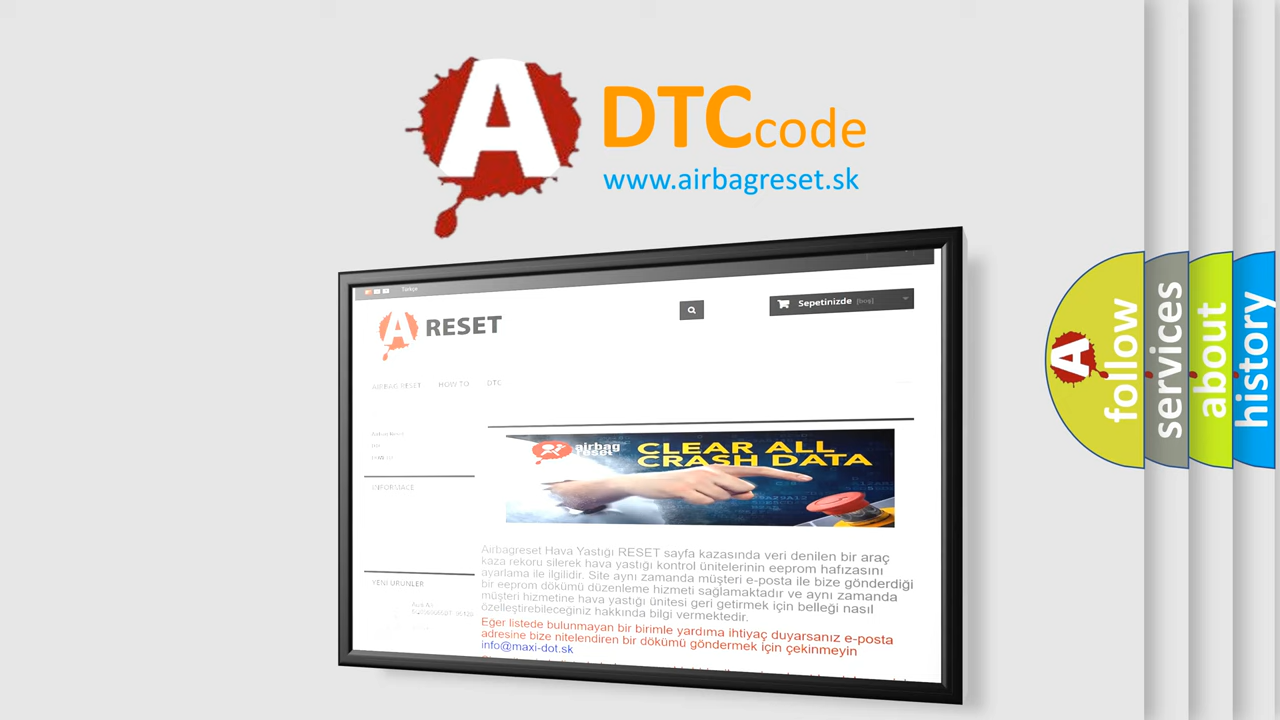 A DTCcode
www.airbagreset.sk
Türkçe
A RESET
Sepetinizde [boş]
AIRBAG RESET HOW TO DTC
INFORMACE
airbag
reset
CLEAR ALL
CRASH DATA
Airbagreset Hava Yastığı RESET sayfa kazasında veri denilen bir araç
kaza rekoru silerek hava yastığı kontrol ünitelerinin eeprom hafızasını
ayarlama ile ilgilidir. Site aynı zamanda müşteri e-posta ile bize gönderdiği
bir eeprom dökümü düzenleme hizmeti sağlamaktadır ve aynı zamanda
müşteri hizmetine hava yastığı ünitesi geri getirmek için belleği nasıl
özelleştirebileceğiniz hakkında bilgi vermektedir.
Eğer listede bulunmayan bir birimle yardıma ihtiyaç duyarsanız e-posta
adresine bize nitelendiren bir dökümü göndermek için çekinmeyin
info@maxi-dot.sk
YENI ÜRÜNLER
A follow
services
about
history